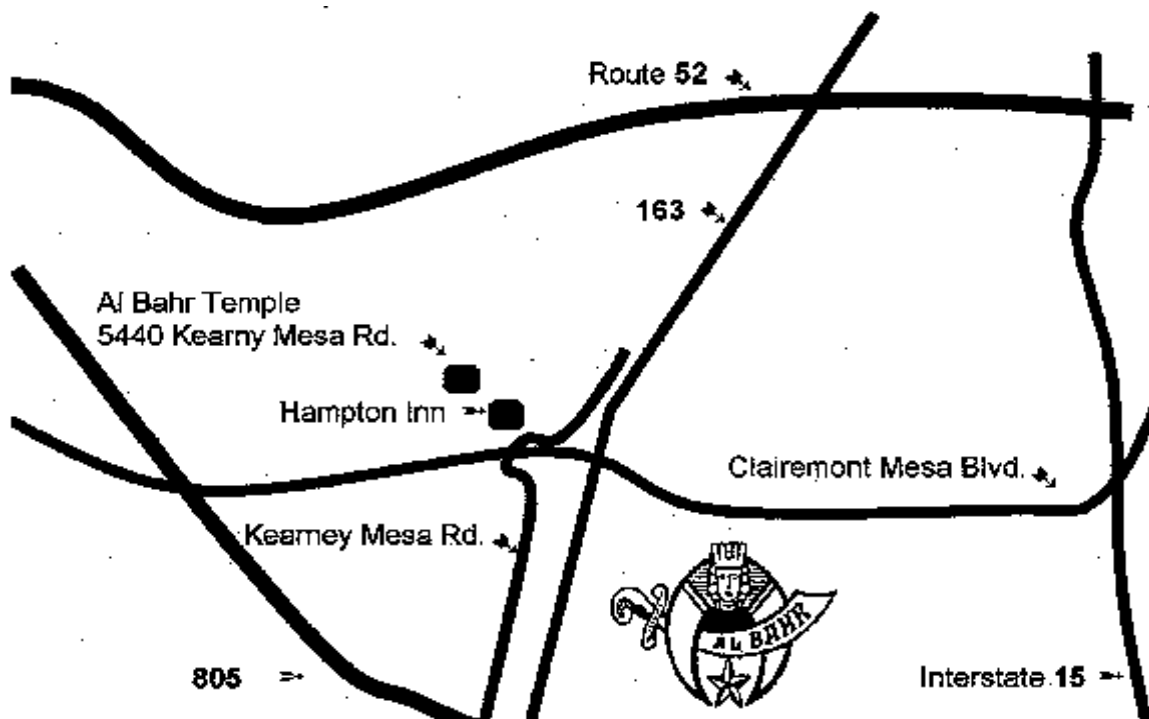 Route 52
163
Al Bahr Temple
5440 Kearny Mesa Rd.
Hampton Inn
Clairemont Mesa Blvd.
Kearney Mesa Rd.
AL BAHR
805
Interstate 15